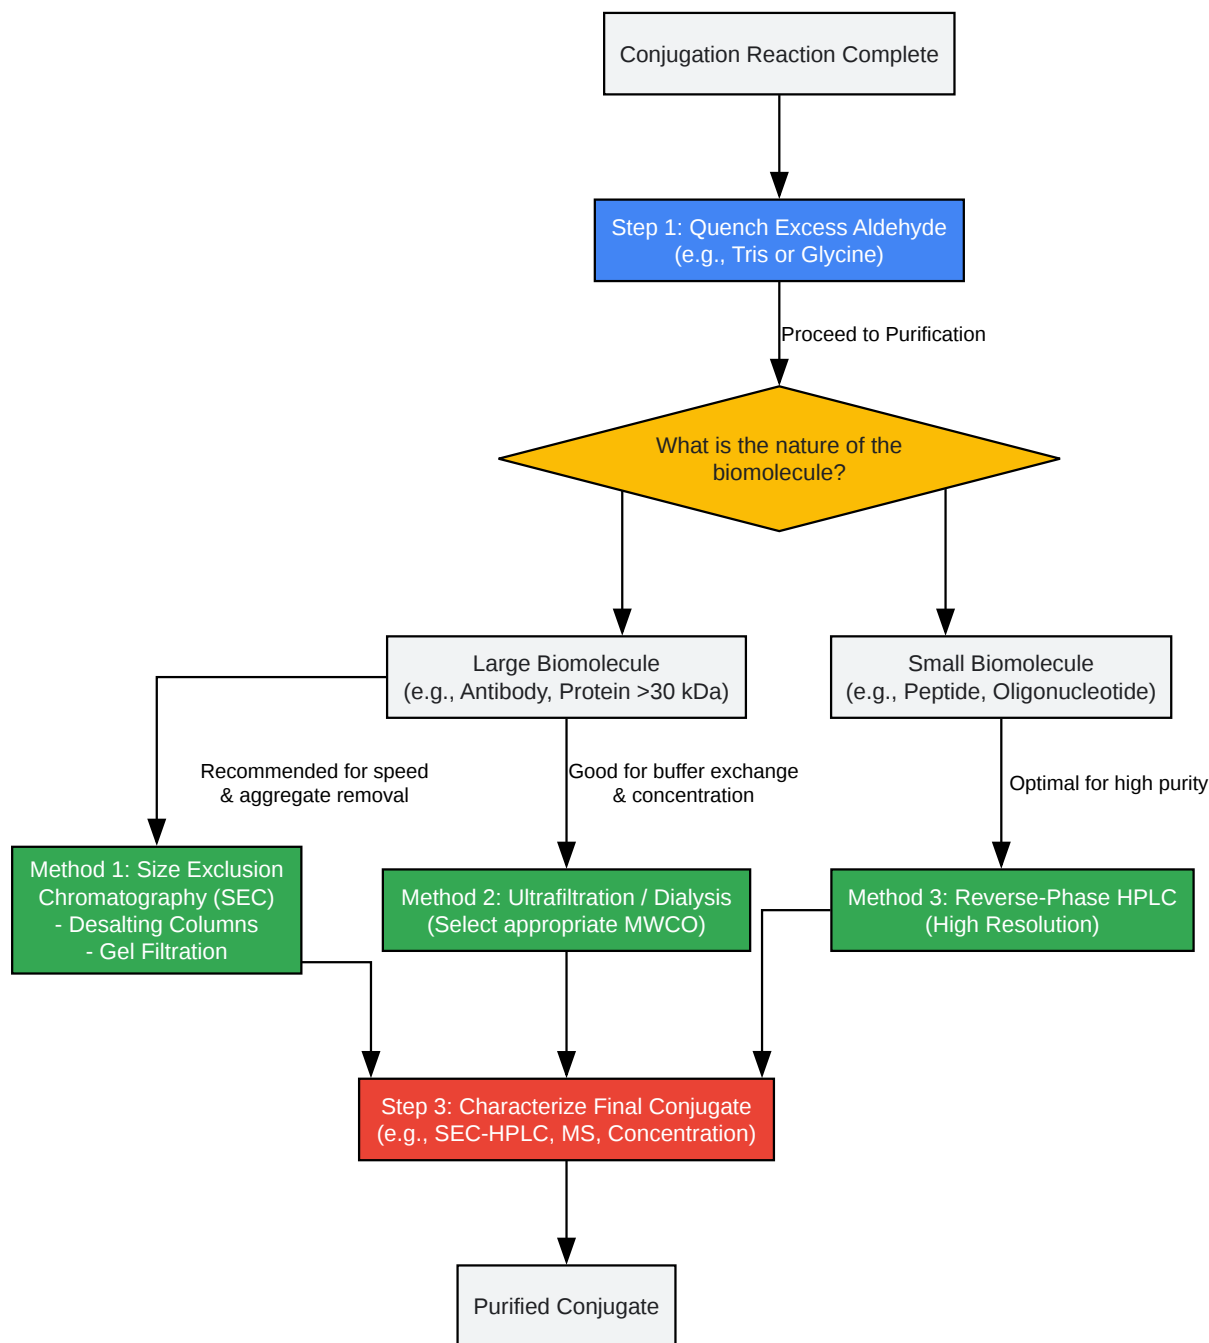 Conjugation Reaction Complete
Step 1: Quench Excess Aldehyde
(e.g., Tris or Glycine)
Proceed to Purification
What is the nature of the
biomolecule?
Large Biomolecule
(e.g., Antibody, Protein >30 kDa)
Small Biomolecule
(e.g., Peptide, Oligonucleotide)
Recommended for speed
& aggregate removal
Good for buffer exchange
& concentration
Optimal for high purity
Method 1: Size Exclusion
Chromatography (SEC)
- Desalting Columns
- Gel Filtration
Method 2: Ultrafiltration / Dialysis
(Select appropriate MWCO)
Method 3: Reverse-Phase HPLC
(High Resolution)
Step 3: Characterize Final Conjugate
(e.g., SEC-HPLC, MS, Concentration)
Purified Conjugate